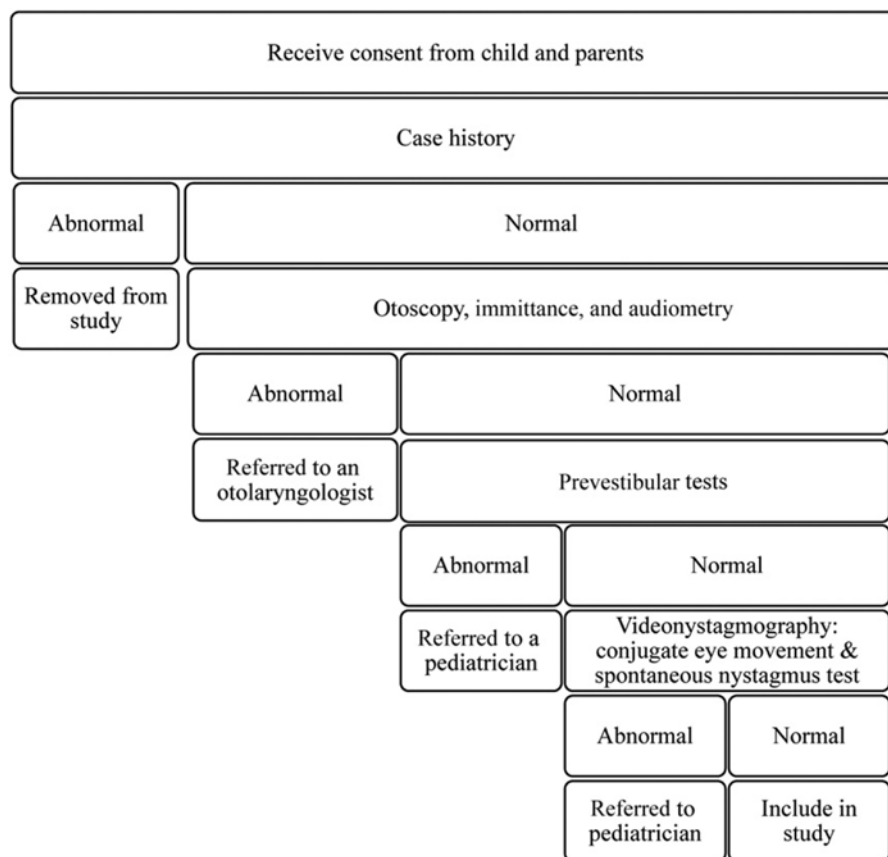 Receive consent from child and parents
Case history
Abnormal
Normal
Removed from
study
Otoscopy, immittance, and audiometry
Abnormal
Normal
Referred to an
otolaryngologist
Prevestibular tests
Abnormal
Normal
Referred to a
pediatrician
Videonystagmography:
conjugate eye movement &
spontaneous nystagmus test
Abnormal
Normal
Referred to
pediatrician
Include in
study